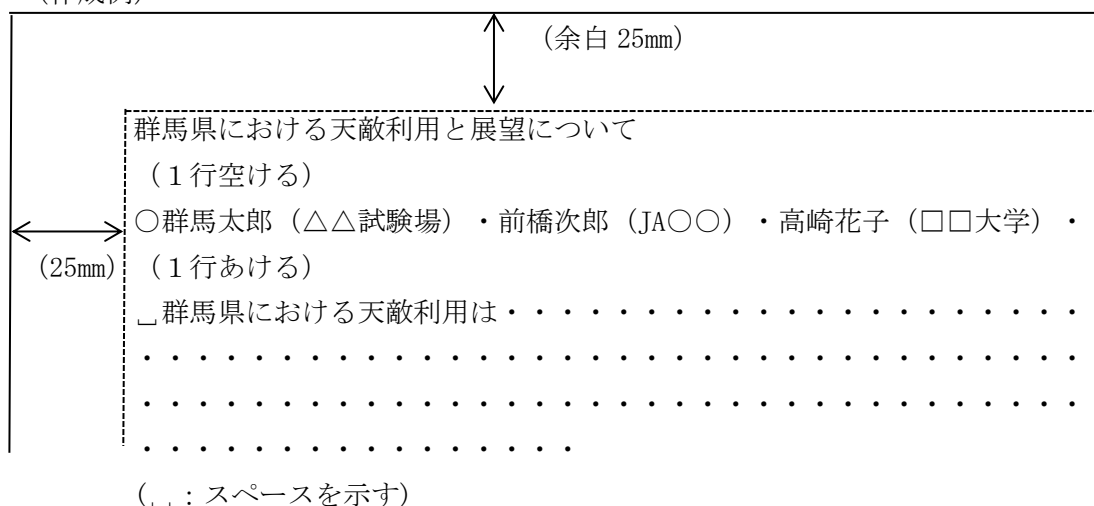 (余白 25mm)
群馬県における天敵利用と展望について
（１行空ける）
○群馬太郎（△△試験場）・前橋次郎（JA○○）・高崎花子（□□大学）・
(25mm)
（１行あける）
␣群馬県における天敵利用は・・・・・・・・・・・・・・・・・・・・・
・・・・・・・・・・・・・・・・・・・・・・・・・・・・・・・・・・
・・・・・・・・・・・・・・・・・・・・・・・・・・・・・・・・・・
・・・・・・・・・・・・・・・・
(␣：スペースを示す)